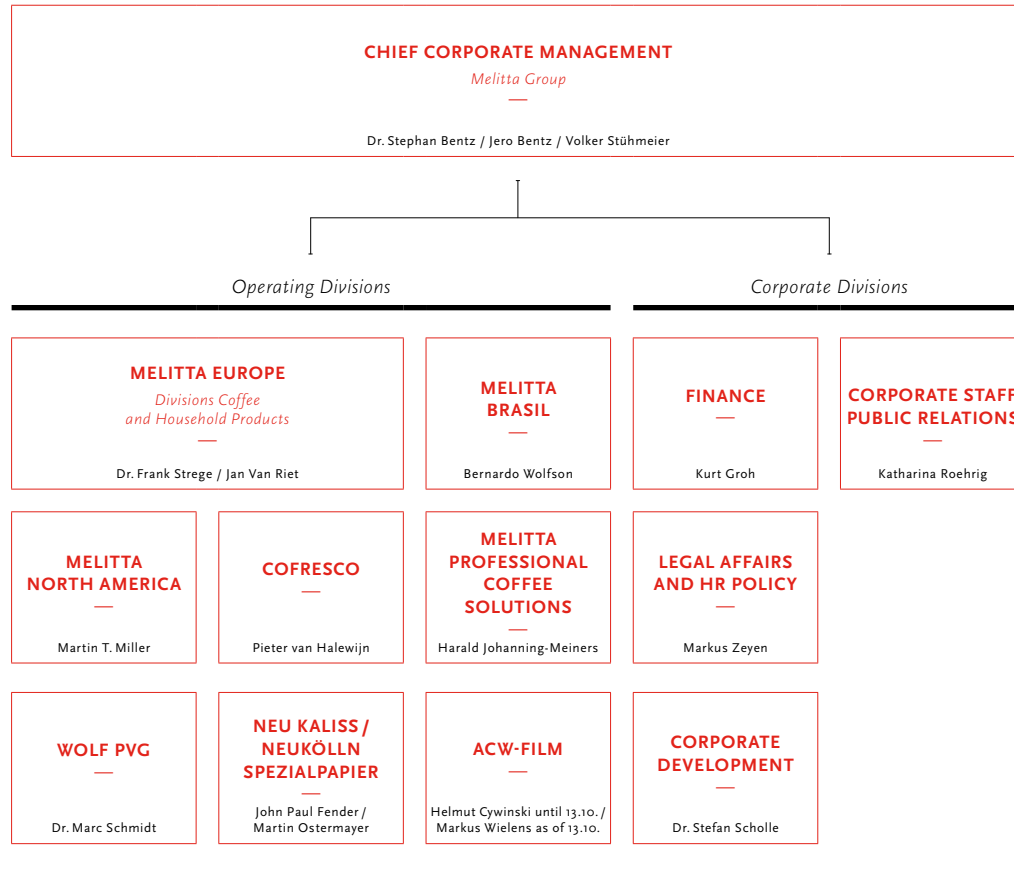 CHIEF CORPORATE MANAGEMENT
Melitta Group
Dr. Stephan Bentz / Jero Bentz / Volker Stühmeier
Operating Divisions
Corporate Divisions
MELITTA EUROPE
Divisions Coffee
and Household Products
Dr. Frank Strege / Jan Van Riet
MELITTA
BRASIL
Bernardo Wolfson
FINANCE
Kurt Groh
CORPORATE STAFF
PUBLIC RELATIONS
Katharina Roehrig
MELITTA
NORTH AMERICA
Martin T. Miller
COFRESCO
Pieter van Halewijn
MELITTA
PROFESSIONAL
COFFEE
SOLUTIONS
Harald Johanning-Meiners
LEGAL AFFAIRS
AND HR POLICY
Markus Zeyen
WOLF PVG
Dr. Marc Schmidt
NEU KALISS /
NEUKÖLLN
SPEZIALPAPIER
John Paul Fender /
Martin Ostermayer
ACW-FILM
Helmut Cywinski until 13.10. /
Markus Wielens as of 13.10.
CORPORATE
DEVELOPMENT
Dr. Stefan Scholle